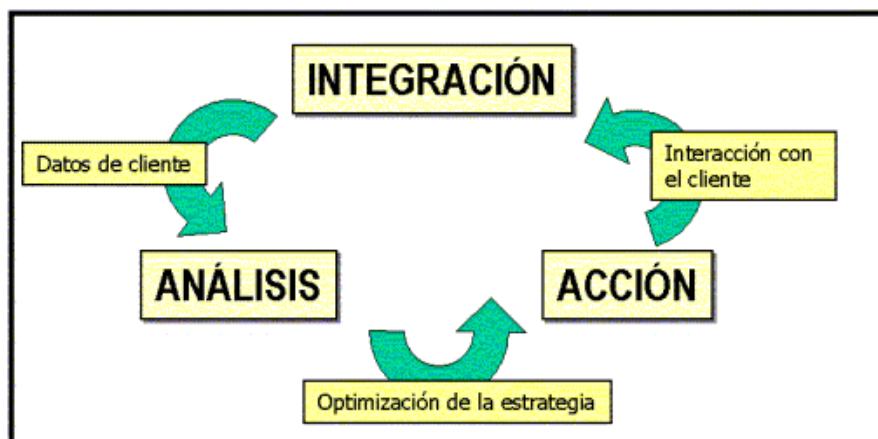 INTEGRACIÓN
Datos de cliente
Interacción con
el cliente
ANÁLISIS
ACCIÓN
Optimización de la estrategia